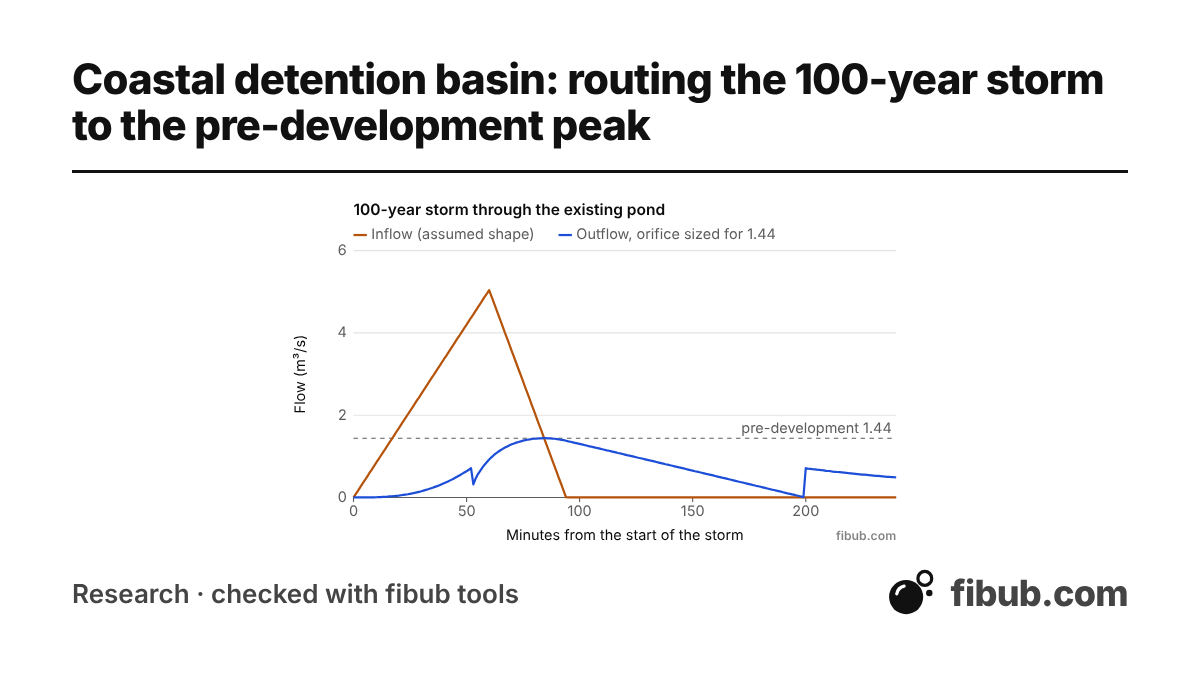 Coastal detention basin: routing the 100-year storm
to the pre-development peak
100-year storm through the existing pond
Inflow (assumed shape) Outflow, orifice sized for 1.44
6
4
2
0
Flow (m³/s)
pre-development 1.44
0 50 100 150 200
Minutes from the start of the storm
fibub.com
Research · checked with fibub tools
fibub.com